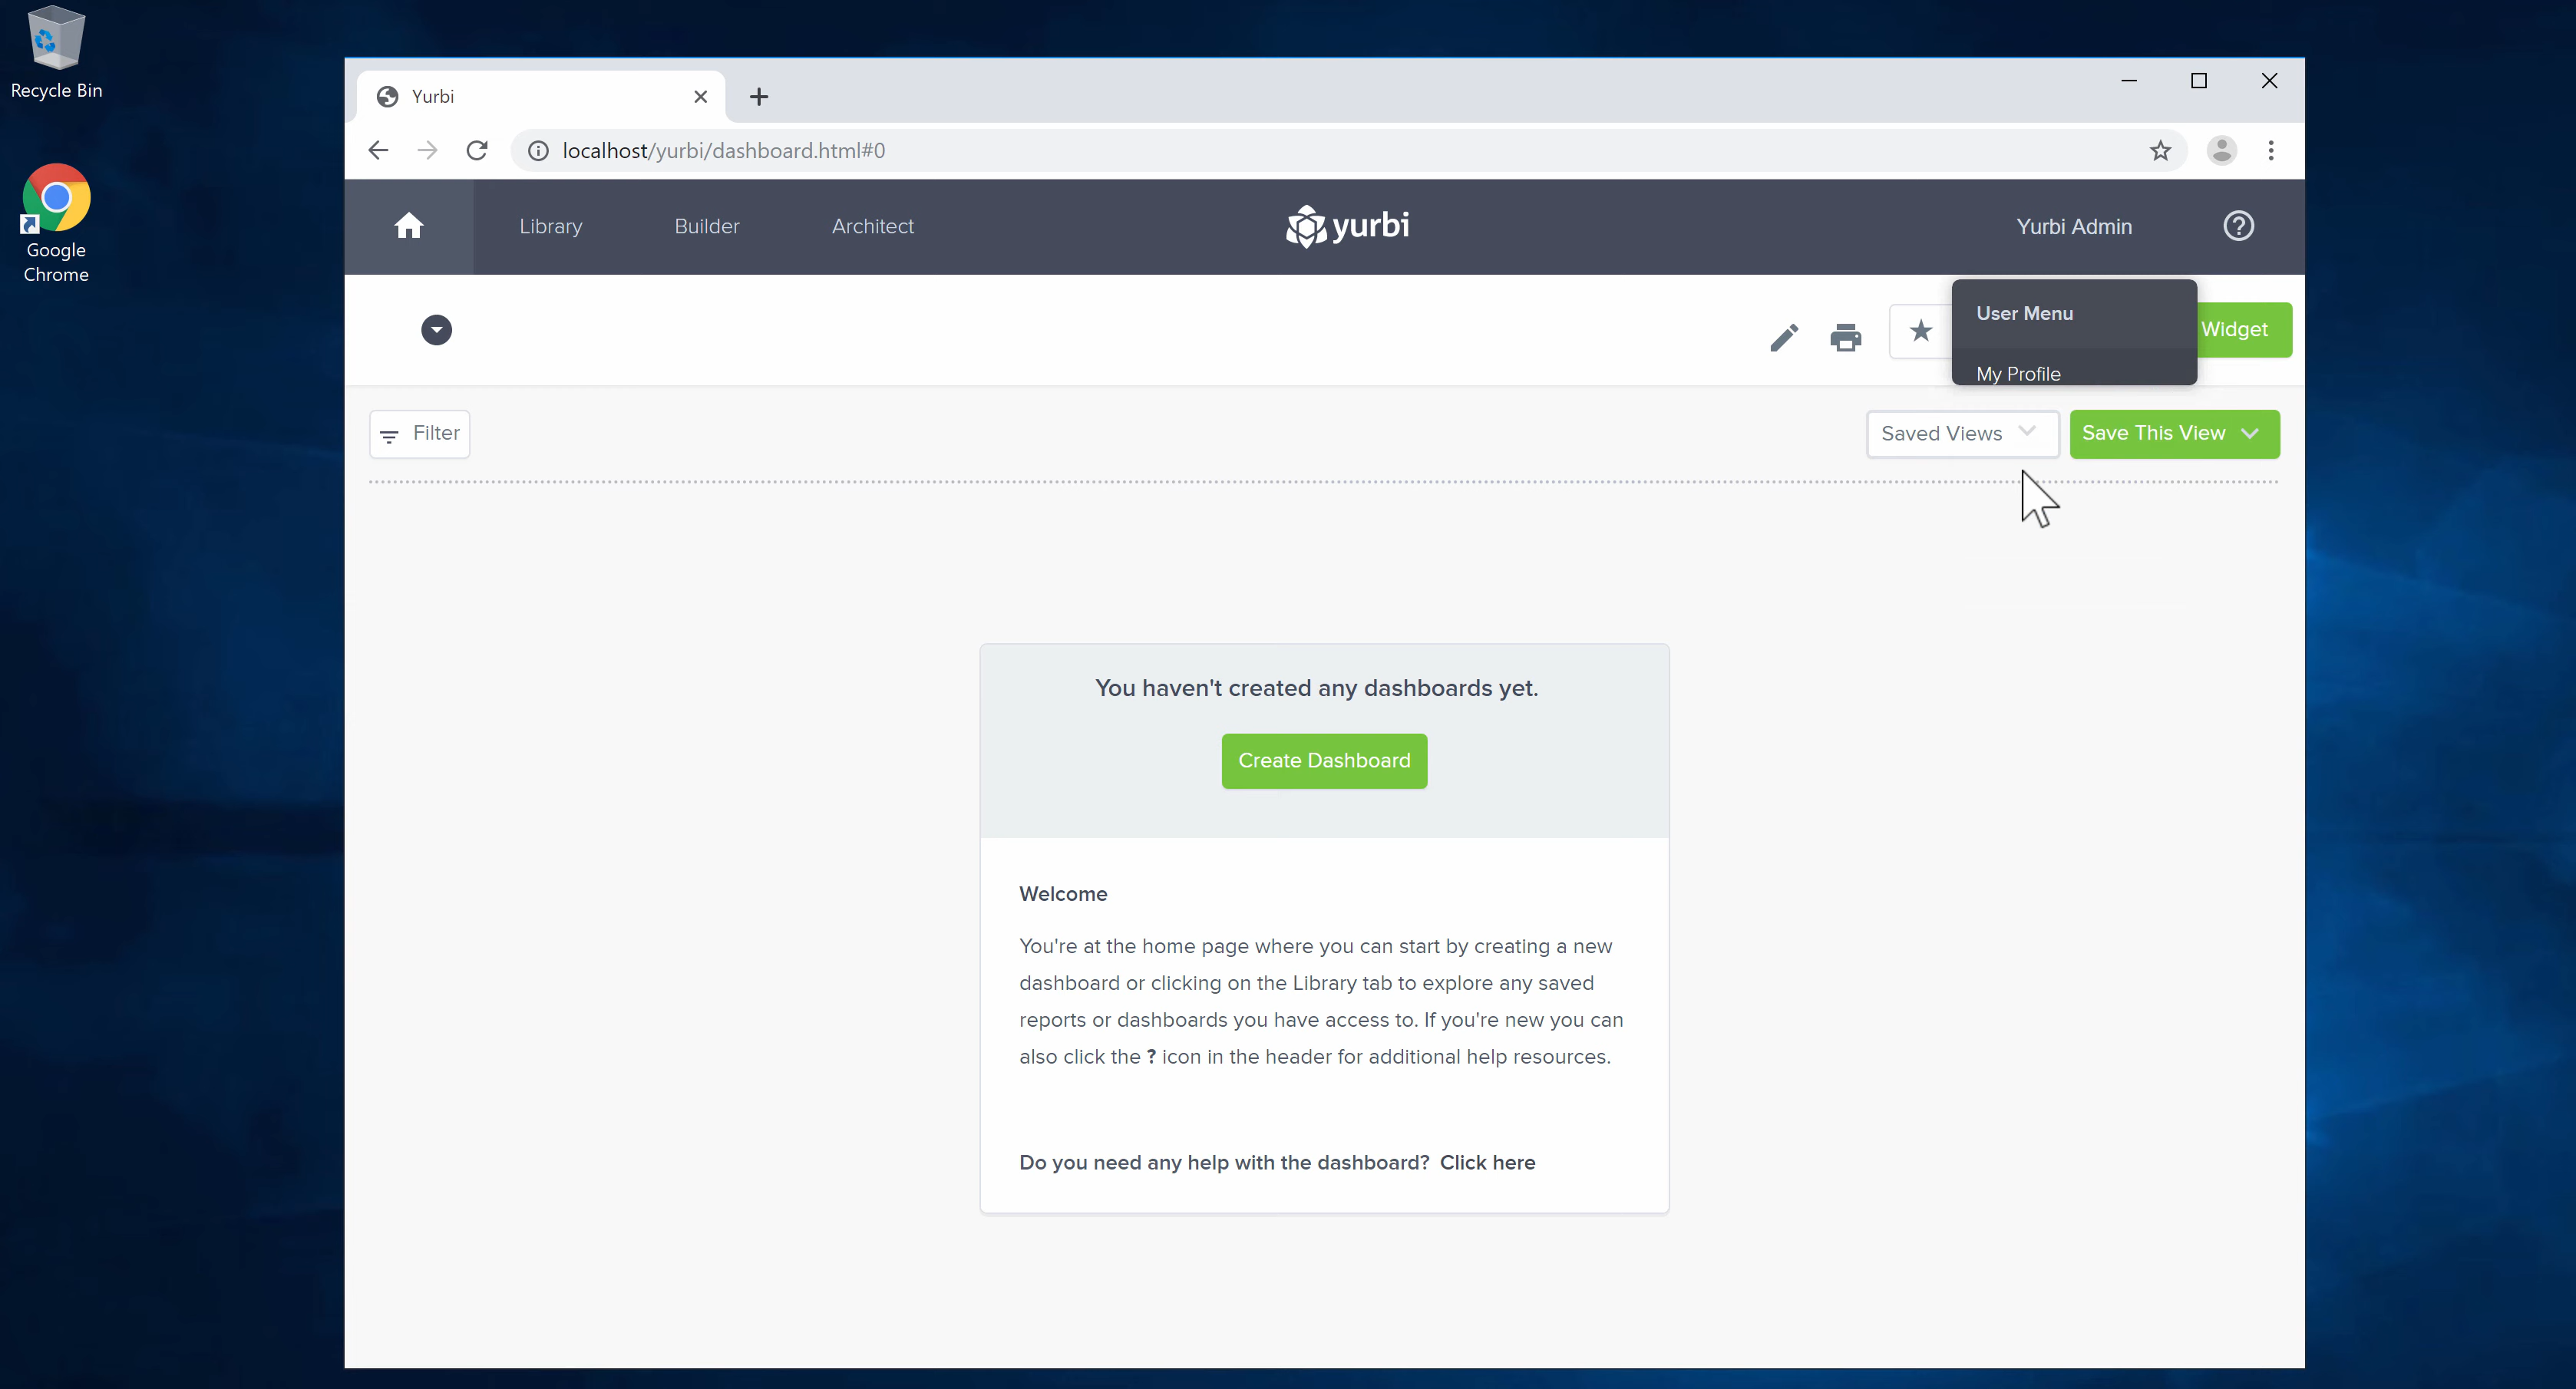 Recycle Bin
Google
Chrome
Yurbi
localhost/yurbi/dashboard.html#0
Library
Builder
Architect
yurbi
Yurbi Admin
User Menu
My Profile
Widget
Filter
Saved Views
Save This View
You haven't created any dashboards yet.
Create Dashboard
Welcome
You're at the home page where you can start by creating a new
dashboard or clicking on the Library tab to explore any saved
reports or dashboards you have access to. If you're new you can
also click the ? icon in the header for additional help resources.
Do you need any help with the dashboard? Click here